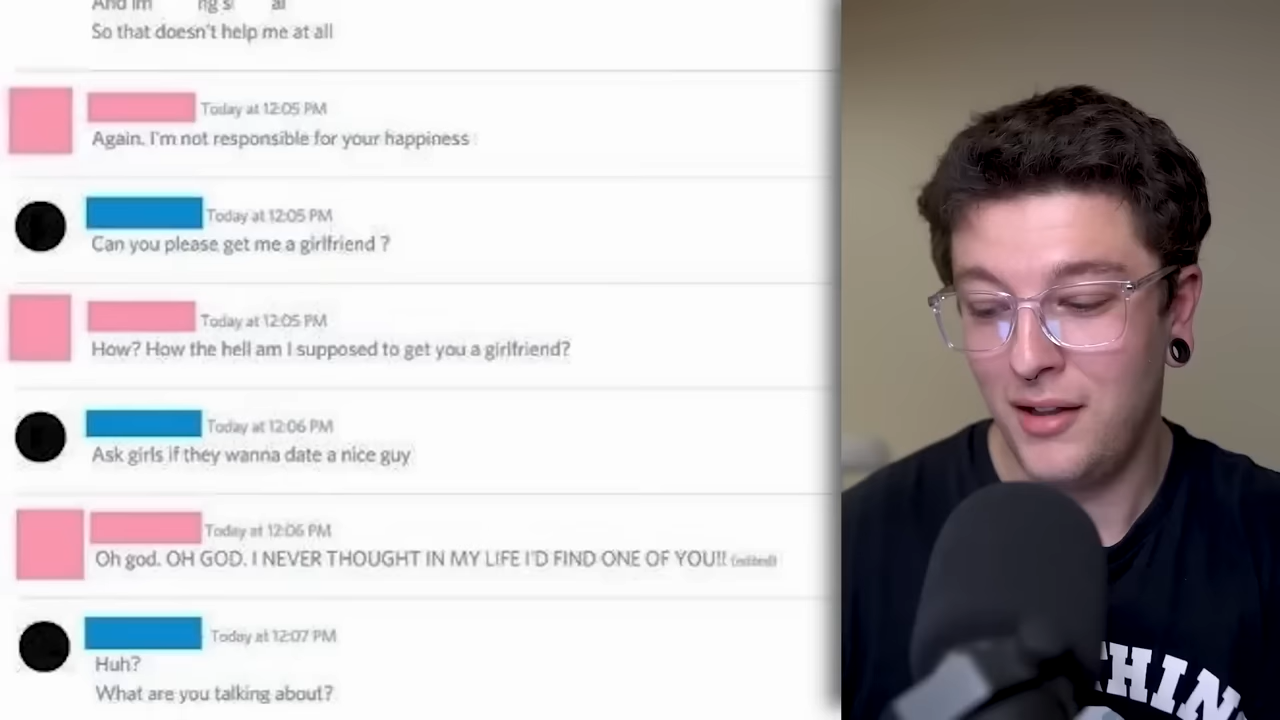 So that doesn't help me at all
Today at 12:05 PM
Again. I'm not responsible for your happiness
Today at 12:05 PM
Can you please get me a girlfriend ?
Today at 12:05 PM
How? How the hell am I supposed to get you a girlfriend?
Today at 12:06 PM
Ask girls if they wanna date a nice guy
Today at 12:06 PM
Oh god. OH GOD. I NEVER THOUGHT IN MY LIFE I'D FIND ONE OF YOU!! (edited)
Today at 12:07 PM
Huh?
What are you talking about?